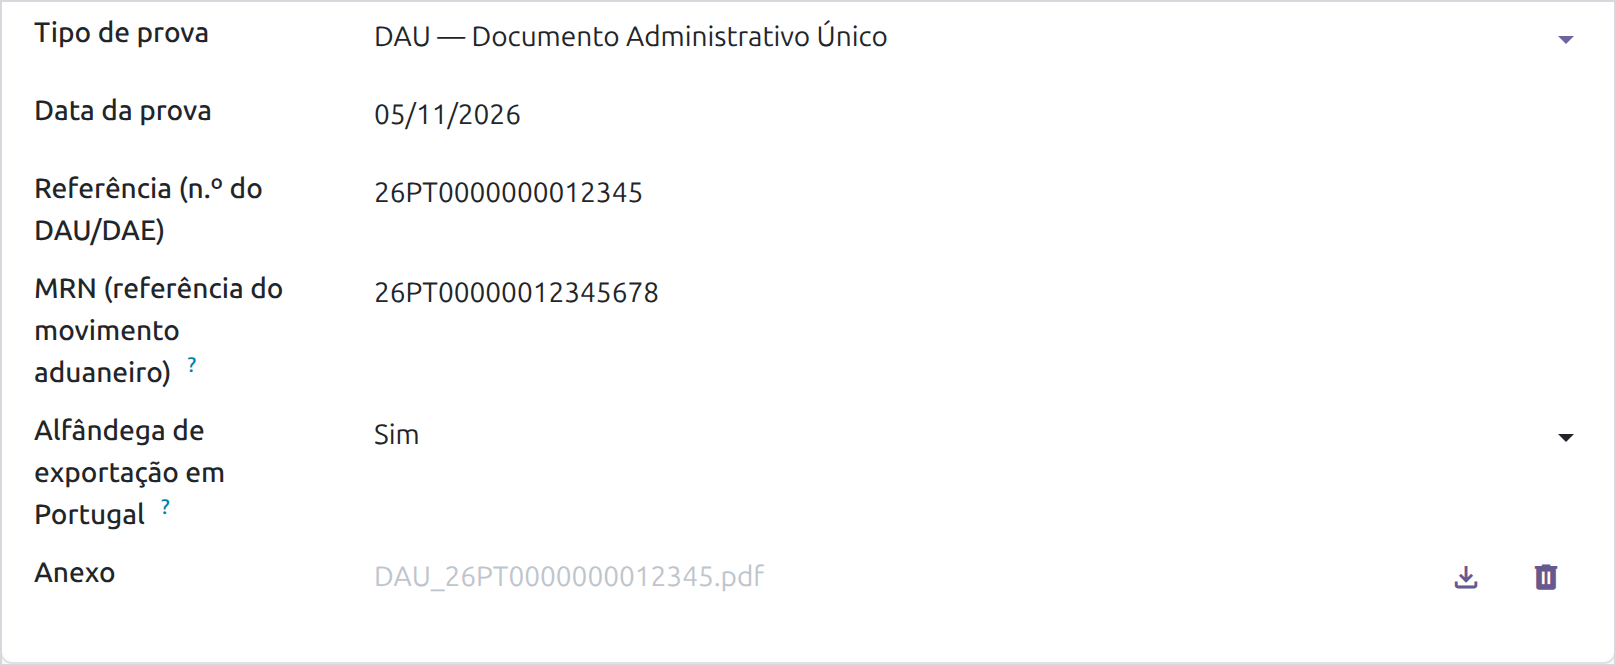 Tipo de prova
DAU — Documento Administrativo Único
Data da prova
05/11/2026
Referência (n.º do
DAU/DAE)
26PT0000000012345
MRN (referência do
movimento
aduaneiro) ?
26PT00000012345678
Alfândega de
exportação em
Portugal ?
Sim
Anexo
DAU_26PT0000000012345.pdf